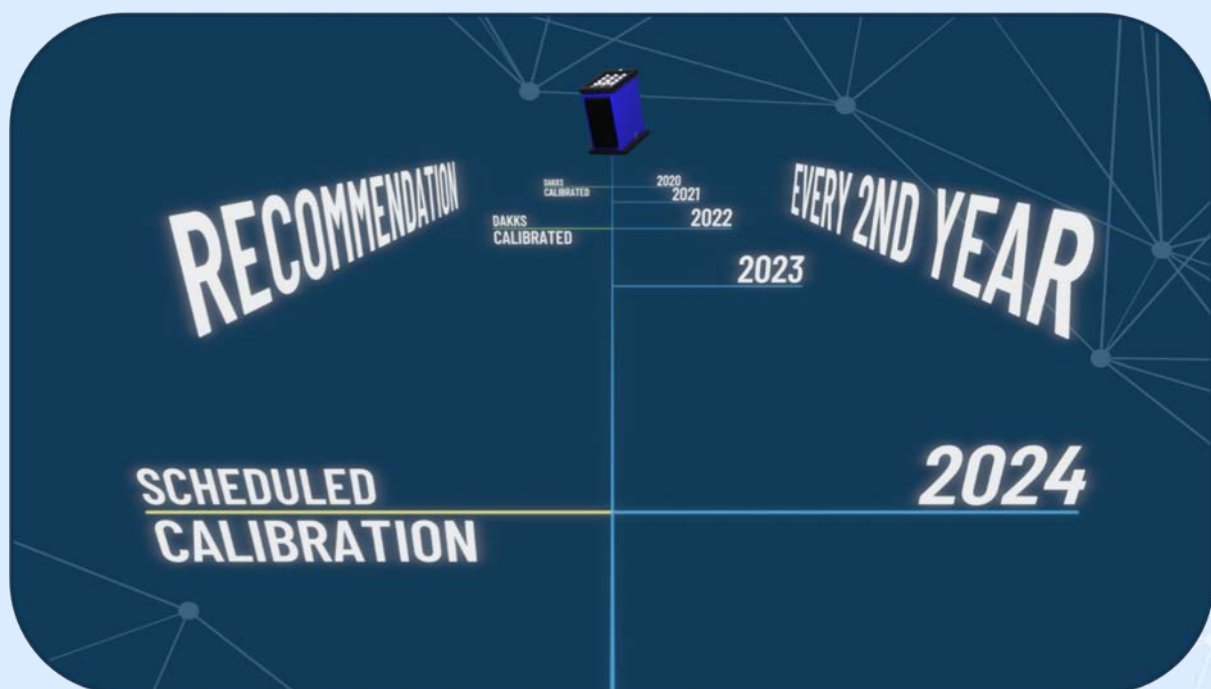 RECOMMENDATION
EVERY 2ND YEAR
DAKKS
CALIBRATED
2020
2021
DAKKS
CALIBRATED
2022
2023
SCHEDULED
CALIBRATION
2024